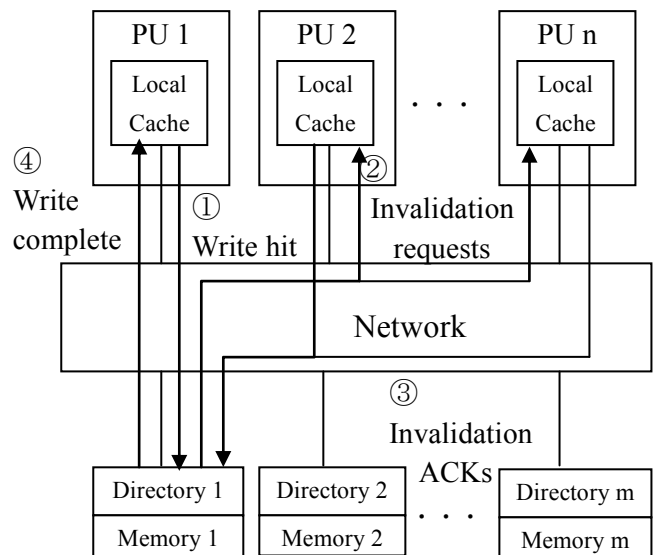 PU 1
PU 2
PU n
Local
Cache
Local
Cache
Local
Cache
. . .
④
Write
complete
①
Write hit
②
Invalidation
requests
Network
③
Invalidation
ACKs
Directory 1
Memory 1
Directory 2
Memory 2
. . .
Directory m
Memory m